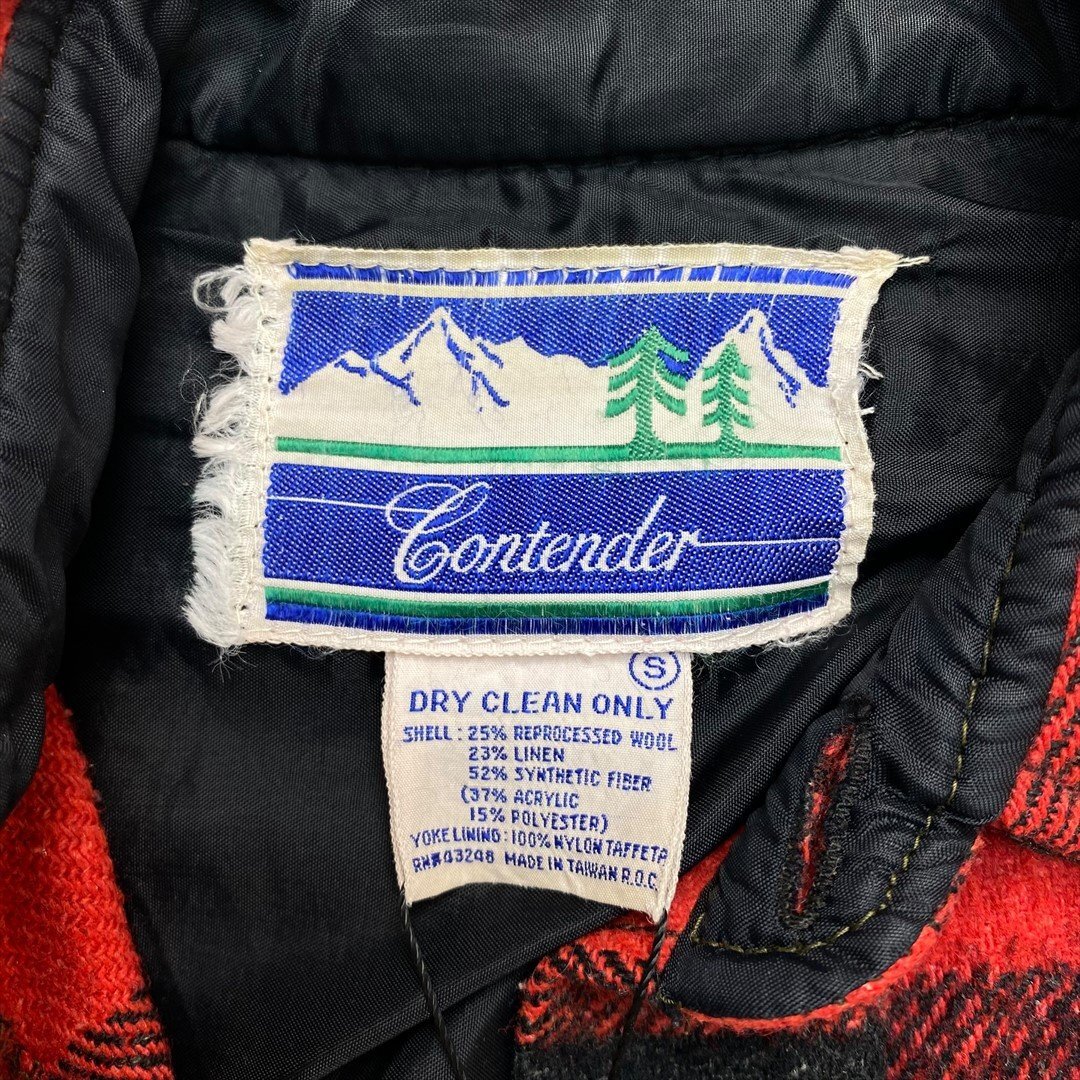 Contender
S
DRY CLEAN ONLY
SHELL: 25% REPROCESSED WOOL
23% LINEN
52% SYNTHETIC FIBER
(37% ACRYLIC
15% POLYESTER)
YOKE LINING: 100% NYLON TAFFETA
RN#43248 MADE IN TAIWAN R.O.C.